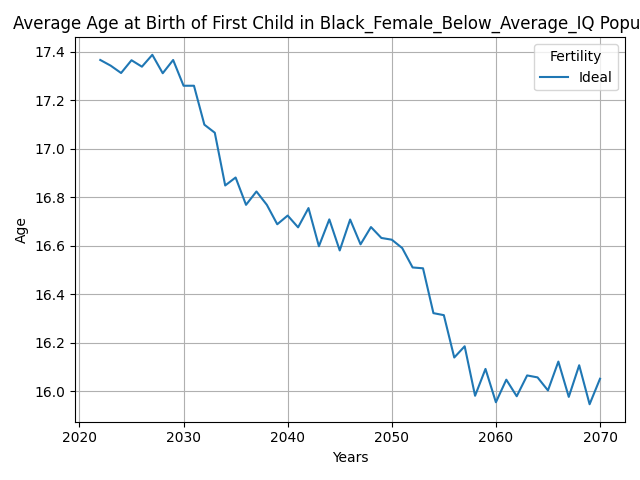 Average Age at Birth of First Child in Black_Female_Below_Average_IQ Popu
17.4
17.2
17.0
16.8
16.6
16.4
16.2
16.0
Age
Fertility
Ideal
2020 2030 2040 2050 2060 2070
Years